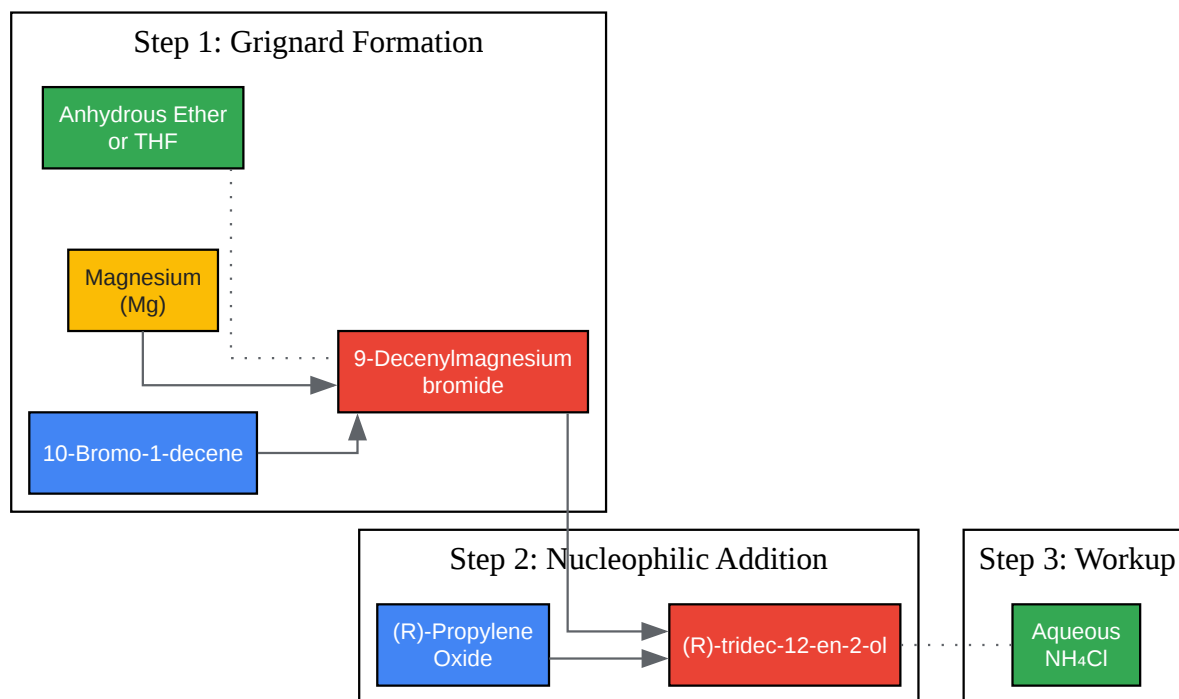 Step 1: Grignard Formation
Anhydrous Ether
or THF
Magnesium
(Mg)
9-Decenylmagnesium
bromide
10-Bromo-1-decene
Step 2: Nucleophilic Addition
(R)-Propylene
Oxide
(R)-tridec-12-en-2-ol
Step 3: Workup
Aqueous
NH₄Cl